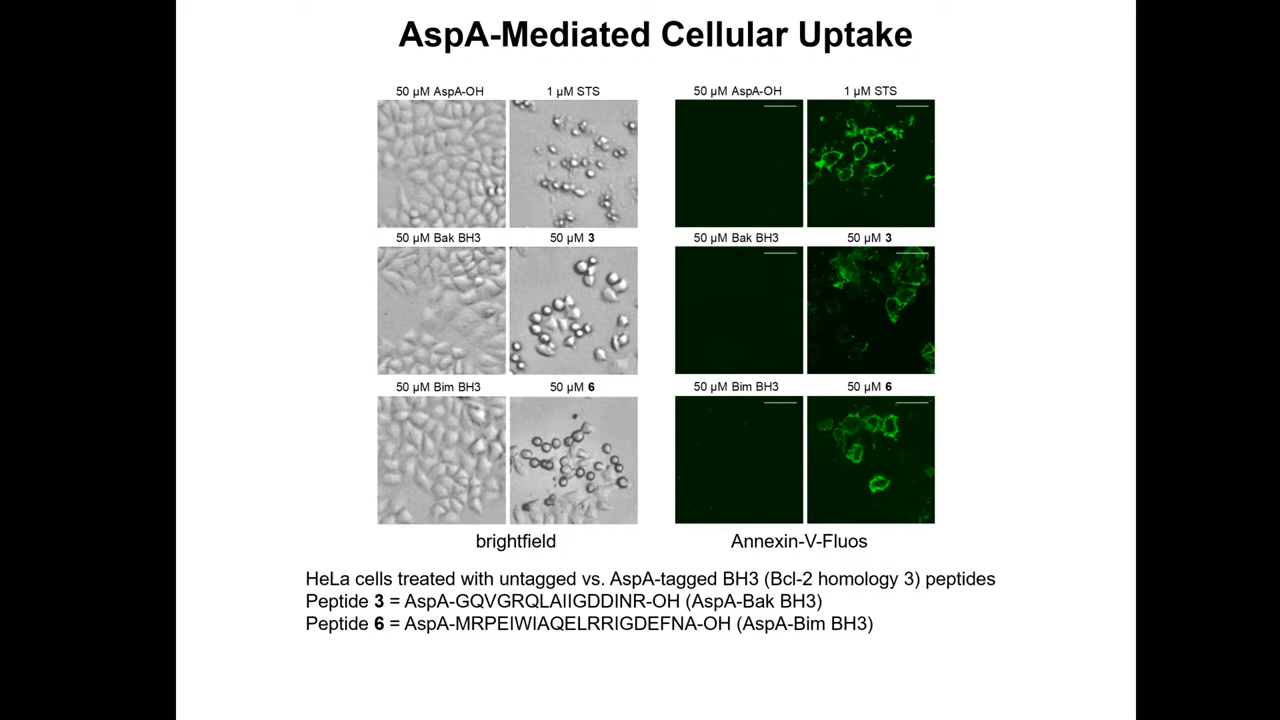 AspA-Mediated Cellular Uptake
50 µM AspA-OH
1 µM STS
50 µM AspA-OH
1 µM STS
50 µM Bak BH3
50 µM 3
50 µM Bak BH3
50 µM 3
50 µM Bim BH3
50 µM 6
50 µM Bim BH3
50 µM 6
brightfield
Annexin-V-Fluos
HeLa cells treated with untagged vs. AspA-tagged BH3 (Bcl-2 homology 3) peptides
Peptide 3 = AspA-GQVGRQLAIIGDDINR-OH (AspA-Bak BH3)
Peptide 6 = AspA-MRPEIWIAQELRRIGDEFNA-OH (AspA-Bim BH3)